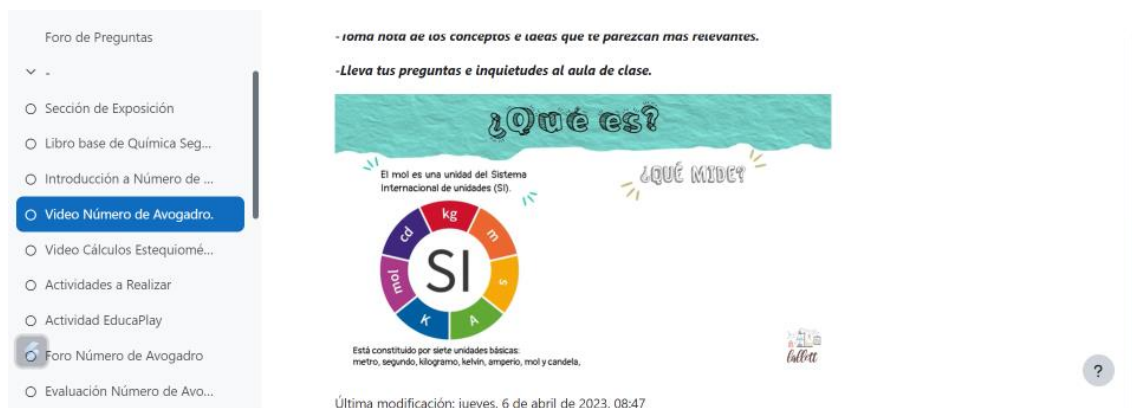 Foro de Preguntas
-
Sección de Exposición
Libro base de Química Seg...
Introducción a Número de ...
Video Número de Avogadro.
Video Cálculos Estequiomé...
Actividades a Realizar
Actividad EducaPlay
Foro Número de Avogadro
Evaluación Número de Avo...
-Toma nota de los conceptos e ideas que te parezcan más relevantes.
-Lleva tus preguntas e inquietudes al aula de clase.
¿Qué es?
El mol es una unidad del Sistema
Internacional de unidades (SI).
¿QUÉ MIDE?
kg
m
s
A
K
mol
cd
SI
Está constituido por siete unidades básicas:
metro, segundo, kilogramo, kelvin, amperio, mol y candela,
Última modificación: jueves, 6 de abril de 2023, 08:47
?